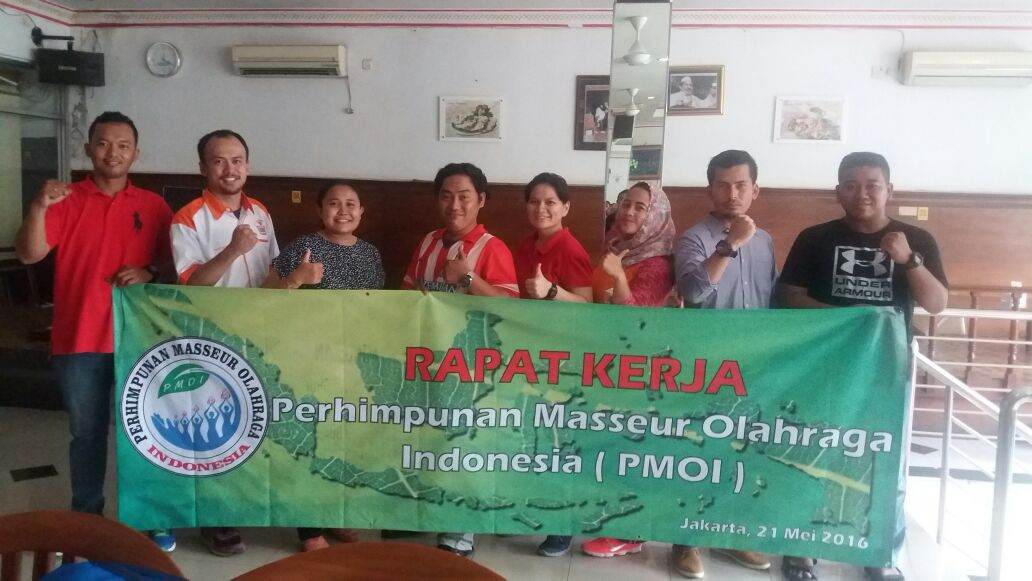 RAPAT KERJA
Perhimpunan Masseur Olahraga
Indonesia ( PMOI )
Jakarta, 21 Mei 2016
PERHIMPUNAN MASSEUR OLAHRAGA
PMOI
INDONESIA
UNDER ARMOUR